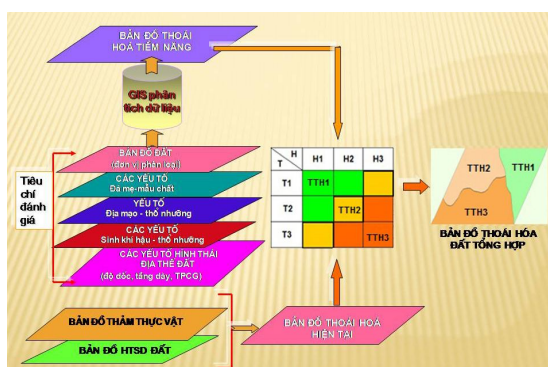 BẢN ĐỒ THOÁI
HOÁ TIỀM NĂNG
GIS phân
tích dữ liệu
BẢN ĐỒ ĐẤT
(đơn vị phân loại)
CÁC YẾU TỐ
Đá mẹ-mẫu chất
YẾU TỐ
Địa mạo - thổ nhưỡng
CÁC YẾU TỐ
Sinh khí hậu - thổ nhưỡng
CÁC YẾU TỐ HÌNH THÁI
ĐỊA THẾ ĐẤT
(độ dốc, tầng dày, TPCG)
Tiêu
chí
đánh
giá
BẢN ĐỒ THẢM THỰC VẬT
BẢN ĐỒ HTSD ĐẤT
BẢN ĐỒ THOÁI HOÁ
HIỆN TẠI
H
T
H1 H2 H3
T1 TTH1
T2 TTH2
T3 TTH3
TTH2 TTH1
TTH3
BẢN ĐỒ THOÁI HÓA
ĐẤT TỔNG HỢP